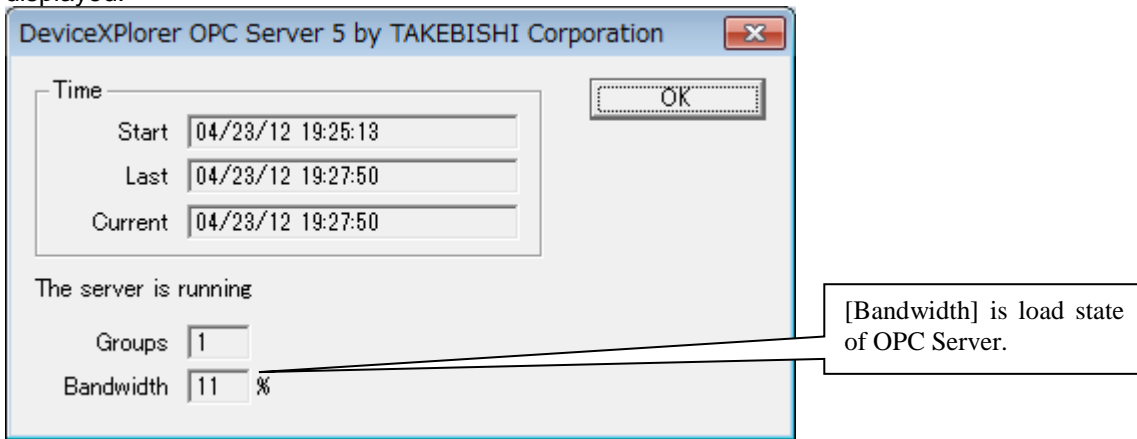 displayed.
DeviceXPlorer OPC Server 5 by TAKEBISHI Corporation
Time
OK
Start 04/23/12 19:25:13
Last 04/23/12 19:27:50
Current 04/23/12 19:27:50
The server is running
Groups 1
Bandwidth 11 %
[Bandwidth] is load state
of OPC Server.